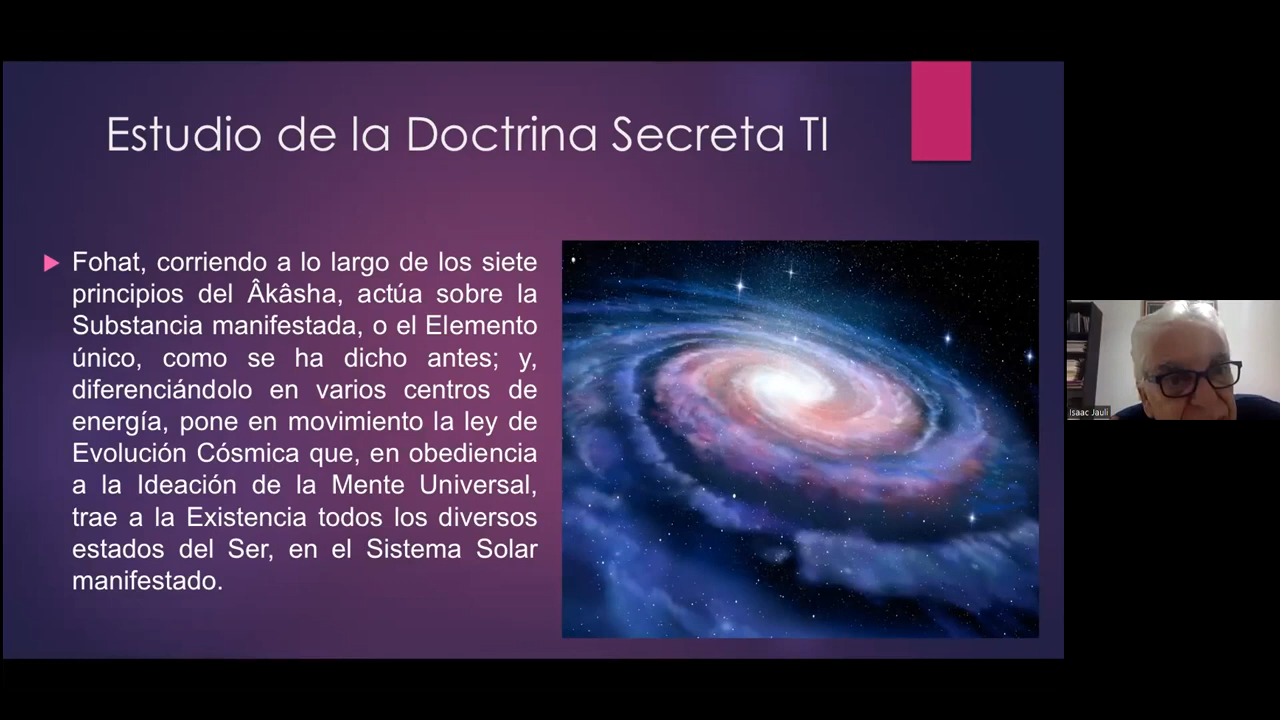 Estudio de la Doctrina Secreta TI
Fohat, corriendo a lo largo de los siete
principios del Âkâsha, actúa sobre la
Substancia manifestada, o el Elemento
único, como se ha dicho antes; y,
diferenciándolo en varios centros de
energía, pone en movimiento la ley de
Evolución Cósmica que, en obediencia
a la Ideación de la Mente Universal,
trae a la Existencia todos los diversos
estados del Ser, en el Sistema Solar
manifestado.
Isaac Jauli